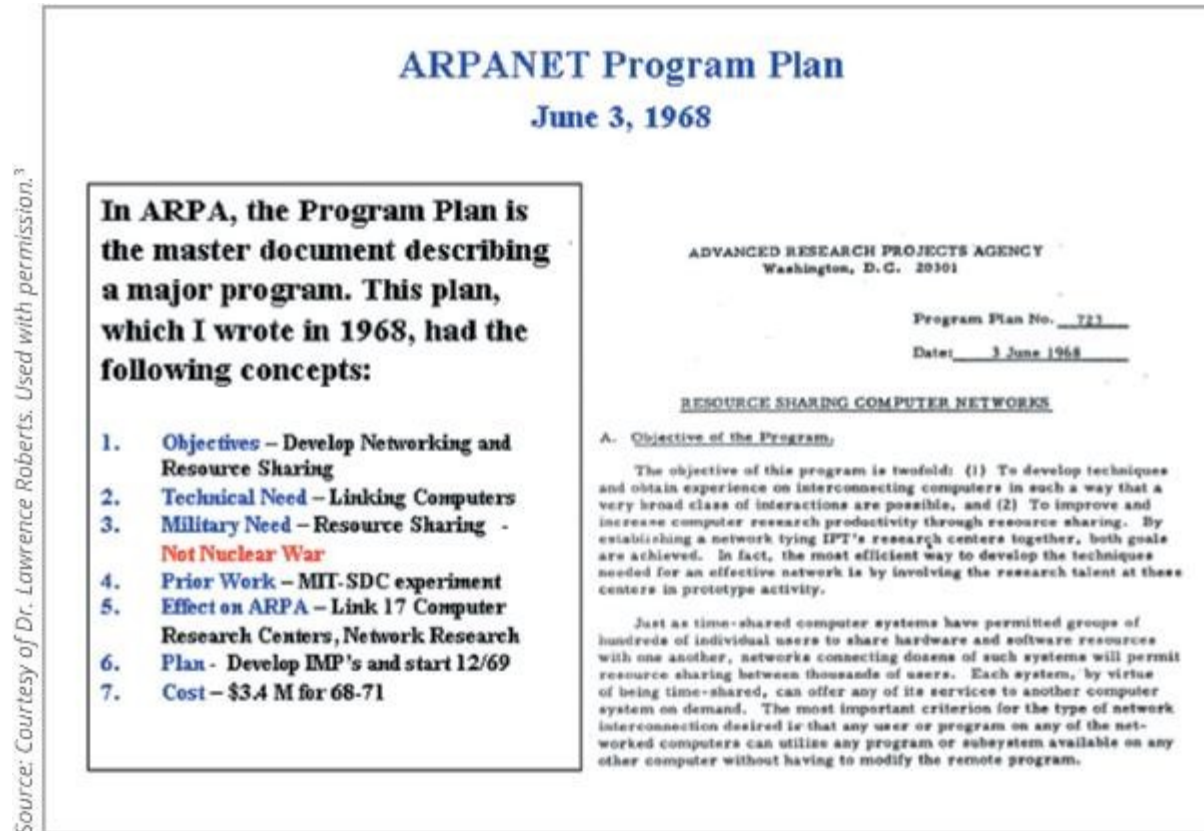 ARPANET Program Plan
June 3, 1968
Source: Courtesy of Dr. Lawrence Roberts. Used with permission.3
In ARPA, the Program Plan is
the master document describing
a major program. This plan,
which I wrote in 1968, had the
following concepts:
1. Objectives – Develop Networking and
Resource Sharing
2. Technical Need – Linking Computers
3. Military Need – Resource Sharing -
Not Nuclear War
4. Prior Work – MIT-SDC experiment
5. Effect on ARPA – Link 17 Computer
Research Centers, Network Research
6. Plan - Develop IMP's and start 12/69
7. Cost – $3.4 M for 68-71
ADVANCED RESEARCH PROJECTS AGENCY
Washington, D.C. 20301
Program Plan No. 723
Date: 3 June 1968
RESOURCE SHARING COMPUTER NETWORKS
A. Objective of the Program.
The objective of this program is twofold: (1) To develop techniques
and obtain experience on interconnecting computers in such a way that a
very broad class of interactions are possible, and (2) To improve and
increase computer research productivity through resource sharing. By
establishing a network tying IPT's research centers together, both goals
are achieved. In fact, the most efficient way to develop the techniques
needed for an effective network is by involving the research talent at these
centers in prototype activity.
Just as time-shared computer systems have permitted groups of
hundreds of individual users to share hardware and software resources
with one another, networks connecting dozens of such systems will permit
resource sharing between thousands of users. Each system, by virtue
of being time-shared, can offer any of its services to another computer
system on demand. The most important criterion for the type of network
interconnection desired is that any user or program on any of the net-
worked computers can utilize any program or subsystem available on any
other computer without having to modify the remote program.